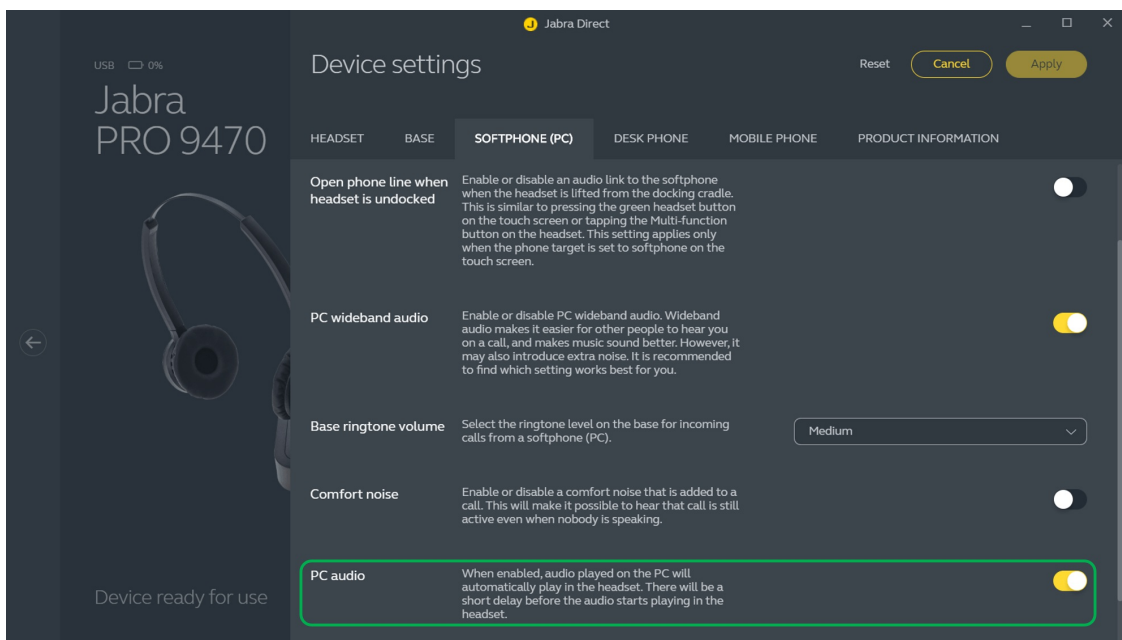 Jabra Direct
USB 0%
Jabra
PRO 9470
Device ready for use
Device settings
Reset
Cancel
Apply
HEADSET
BASE
SOFTPHONE (PC)
DESK PHONE
MOBILE PHONE
PRODUCT INFORMATION
Open phone line when
headset is undocked
Enable or disable an audio link to the softphone
when the headset is lifted from the docking cradle.
This is similar to pressing the green headset button
on the touch screen or tapping the Multi-function
button on the headset. This setting applies only
when the phone target is set to softphone on the
touch screen.
PC wideband audio
Enable or disable PC wideband audio. Wideband
audio makes it easier for other people to hear you
on a call, and makes music sound better. However, it
may also introduce extra noise. It is recommended
to find which setting works best for you.
Base ringtone volume
Select the ringtone level on the base for incoming
calls from a softphone (PC).
Medium
Comfort noise
Enable or disable a comfort noise that is added to a
call. This will make it possible to hear that call is still
active even when nobody is speaking.
PC audio
When enabled, audio played on the PC will
automatically play in the headset. There will be a
short delay before the audio starts playing in the
headset.